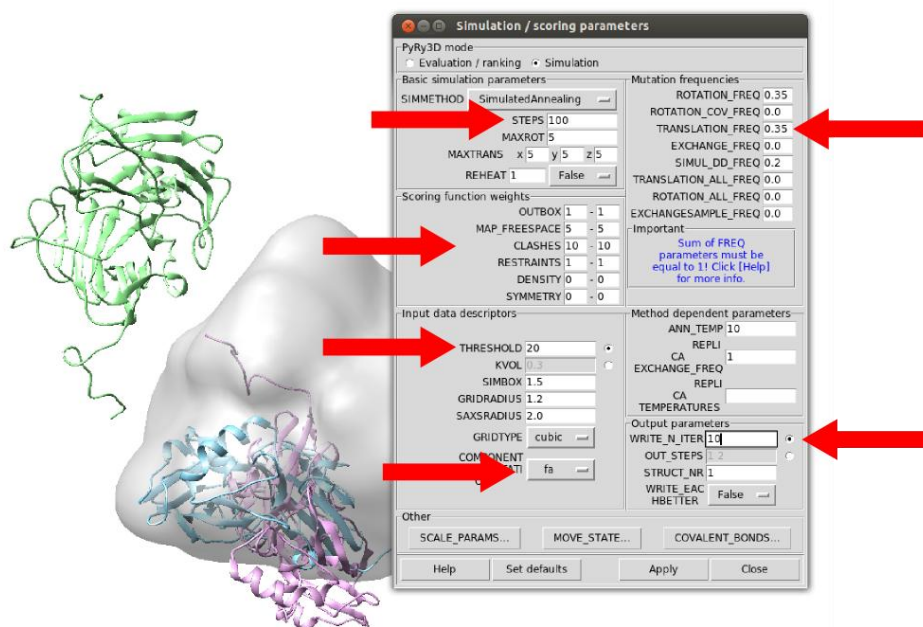 Simulation / scoring parameters
PyRy3D mode
Evaluation / ranking Simulation
Basic simulation parameters
SIMMETHOD SimulatedAnnealing
STEPS 100
MAXROT 5
MAXTRANS x 5 y 5 z 5
REHEAT 1 False
Scoring function weights
OUTBOX 1 - 1
MAP_FREESPACE 5 - 5
CLASHES 10 - 10
RESTRAINTS 1 - 1
DENSITY 0 - 0
SYMMETRY 0 - 0
Input data descriptors
THRESHOLD 20
KVOL 0.3
SIMBOX 1.5
GRIDRADIUS 1.2
SAXSRADIUS 2.0
GRIDTYPE cubic
COMPONENT
fa
Mutation frequencies
ROTATION_FREQ 0.35
ROTATION_COV_FREQ 0.0
TRANSLATION_FREQ 0.35
EXCHANGE_FREQ 0.0
SIMUL_DD_FREQ 0.2
TRANSLATION_ALL_FREQ 0.0
ROTATION_ALL_FREQ 0.0
EXCHANGESAMPLE_FREQ 0.0
Important
Sum of FREQ
parameters must be
equal to 1! Click [Help]
for more info.
Method dependent parameters
ANN_TEMP 10
REPLI
CA 1
EXCHANGE_FREQ
REPLI
CA
TEMPERATURES
Output parameters
WRITE_N_ITER 10
OUT_STEPS 1 2
STRUCT_NR 1
WRITE_EAC
HBETTER False
Other
SCALE_PARAMS... MOVE_STATE... COVALENT_BONDS...
Help Set defaults Apply Close